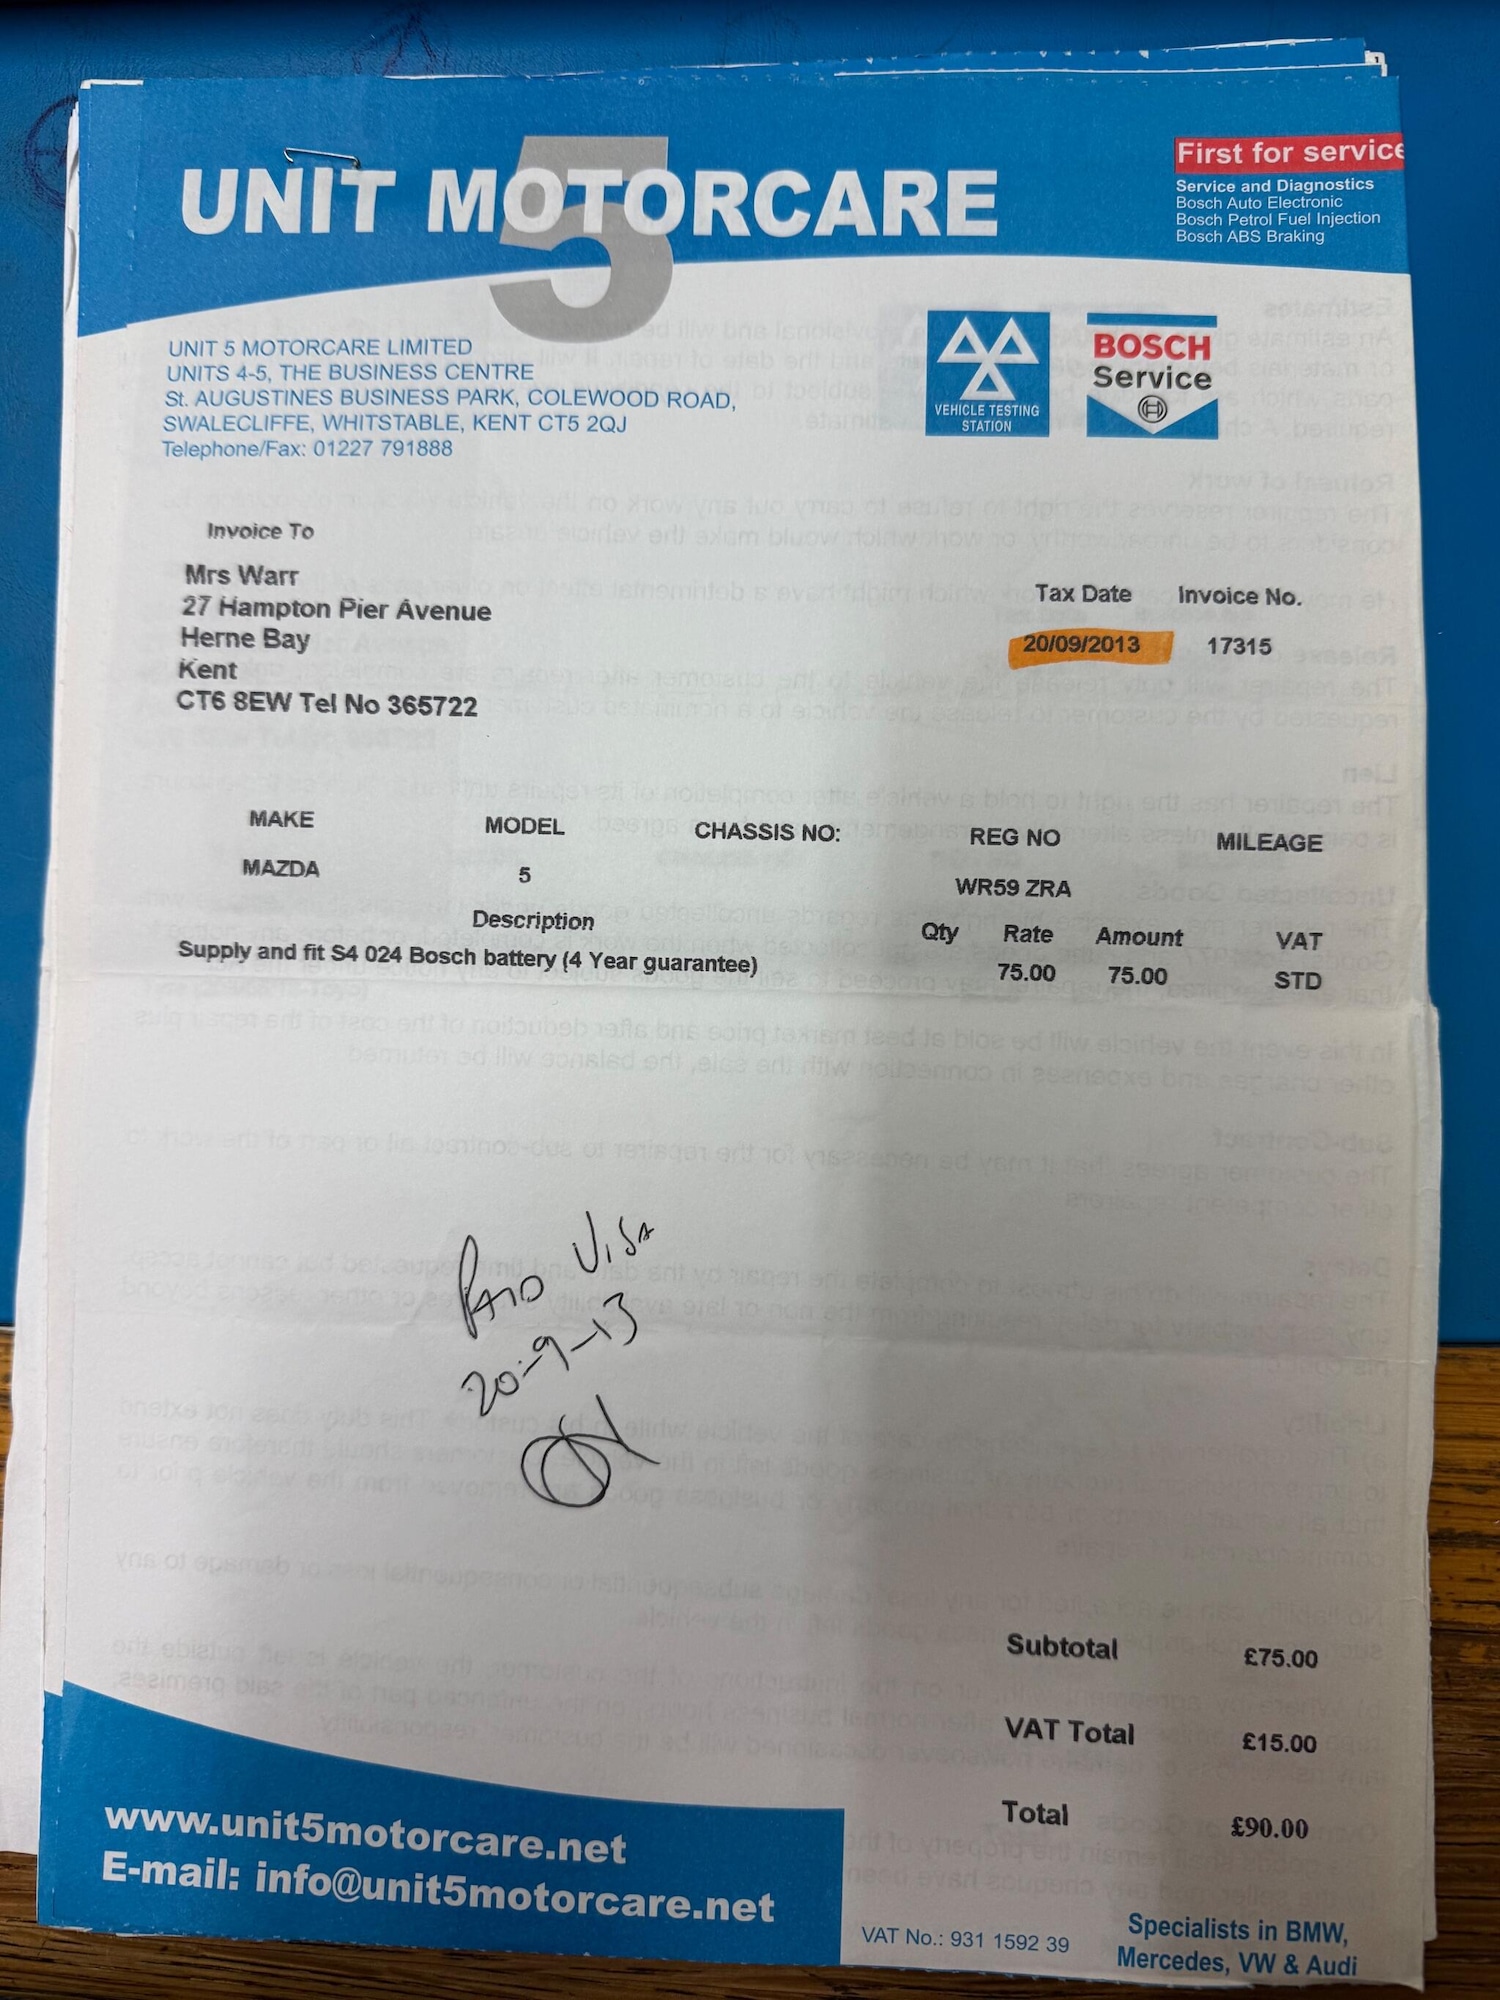 UNIT 5 MOTORCARE
First for service
Service and Diagnostics
Bosch Auto Electronic
Bosch Petrol Fuel Injection
Bosch ABS Braking
UNIT 5 MOTORCARE LIMITED
UNITS 4-5, THE BUSINESS CENTRE
St. AUGUSTINES BUSINESS PARK, COLEWOOD ROAD,
SWALECLIFFE, WHITSTABLE, KENT CT5 2QJ
Telephone/Fax: 01227 791888
VEHICLE TESTING
STATION
BOSCH
Service
Invoice To
Mrs Warr
27 Hampton Pier Avenue
Herne Bay
Kent
CT6 8EW Tel No 365722
Tax Date Invoice No.
20/09/2013 17315
MAKE MODEL CHASSIS NO: REG NO MILEAGE
MAZDA 5 WR59 ZRA
Description Qty Rate Amount VAT
Supply and fit S4 024 Bosch battery (4 Year guarantee) 75.00 75.00 STD
PAID VISA
20-9-13
Subtotal £75.00
VAT Total £15.00
Total £90.00
www.unit5motorcare.net
E-mail: info@unit5motorcare.net
VAT No.: 931 1592 39
Specialists in BMW,
Mercedes, VW & Audi